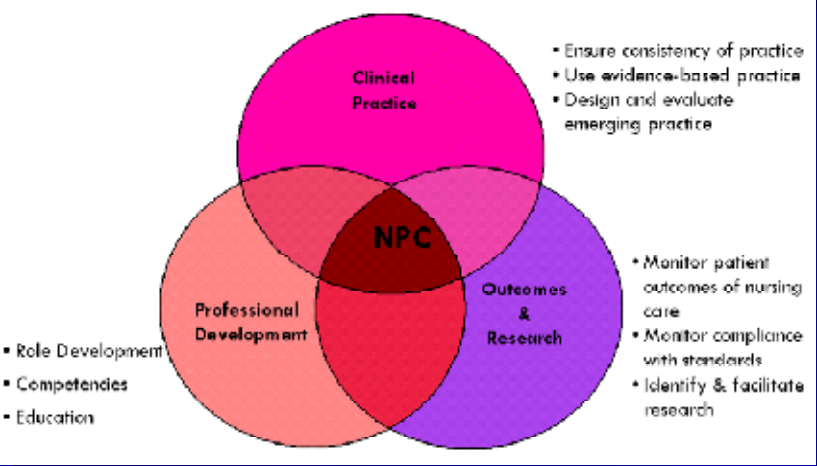 Clinical
Practice
• Ensure consistency of practice
• Use evidence-based practice
• Design and evaluate
emerging practice
NPC
Professional
Development
Outcomes
&
Research
• Monitor patient
outcomes of nursing
care
• Monitor compliance
with standards
• Identify & facilitate
research
• Role Development
• Competencies
• Education